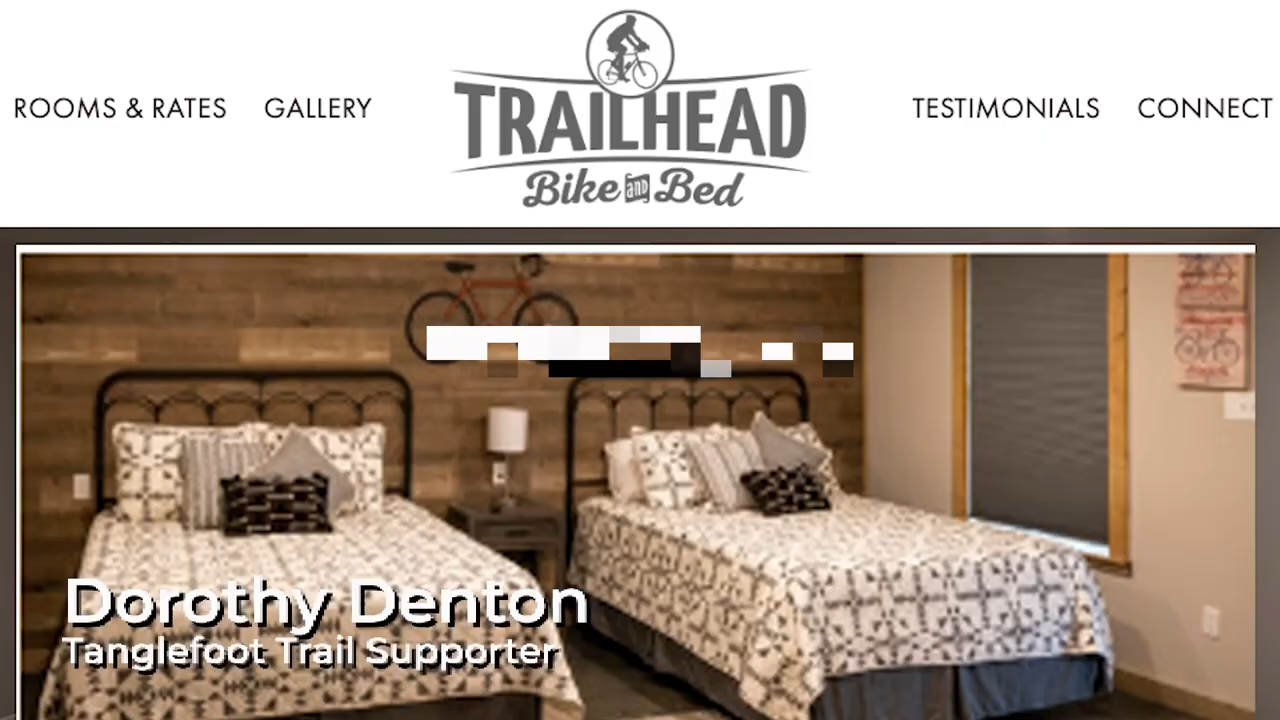 ROOMS & RATES
GALLERY
TRAILHEAD
Bike and Bed
TESTIMONIALS
CONNECT
Dorothy Denton
Tanglefoot Trail Supporter